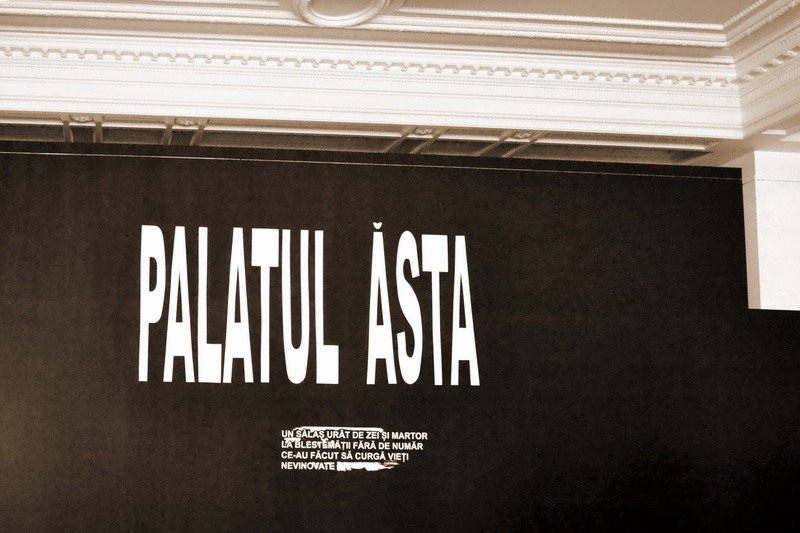 PALATUL ĂSTA
UN SĂLAȘ URÂT DE ZEI ȘI MARTOR
LA BLESTEMĂȚII FĂRĂ DE NUMĂR
CE-AU FĂCUT SĂ CURGĂ VIEȚI
NEVINOVATE